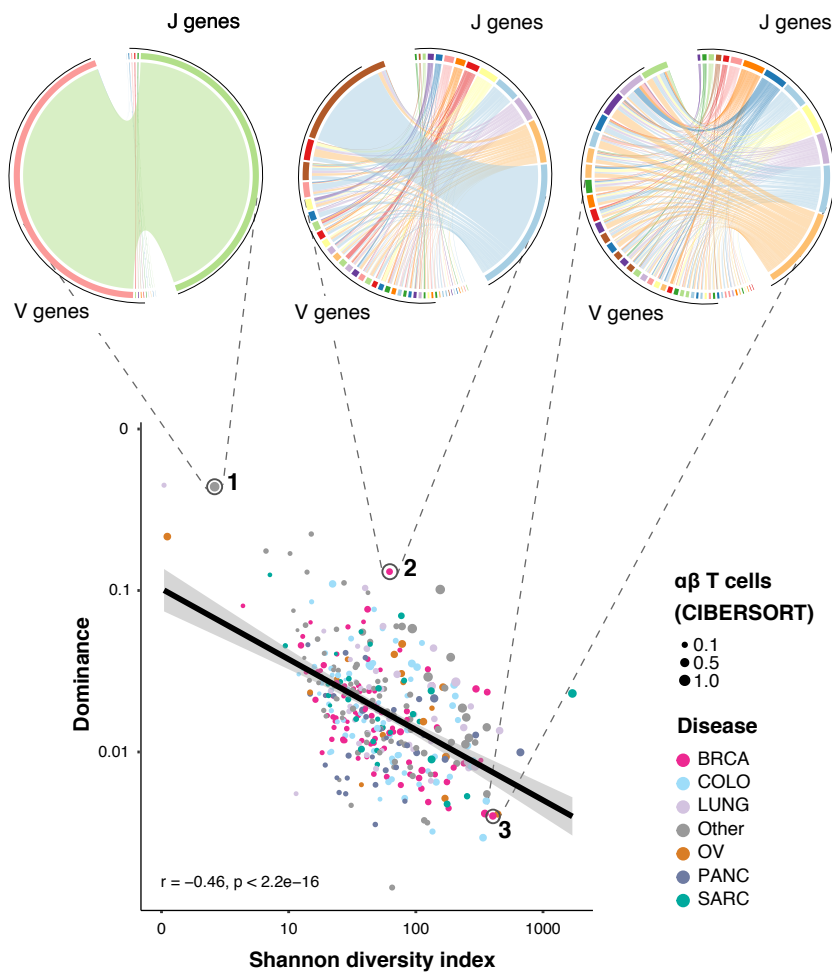 J genes
J genes
J genes
V genes
V genes
V genes
0
1
2
0.1
αβ T cells
(CIBERSORT)
0.1
0.5
1.0
Dominance
0.01
Disease
BRCA
COLO
LUNG
Other
OV
PANC
SARC
3
r = −0.46, p < 2.2e−16
0
10
100
1000
Shannon diversity index